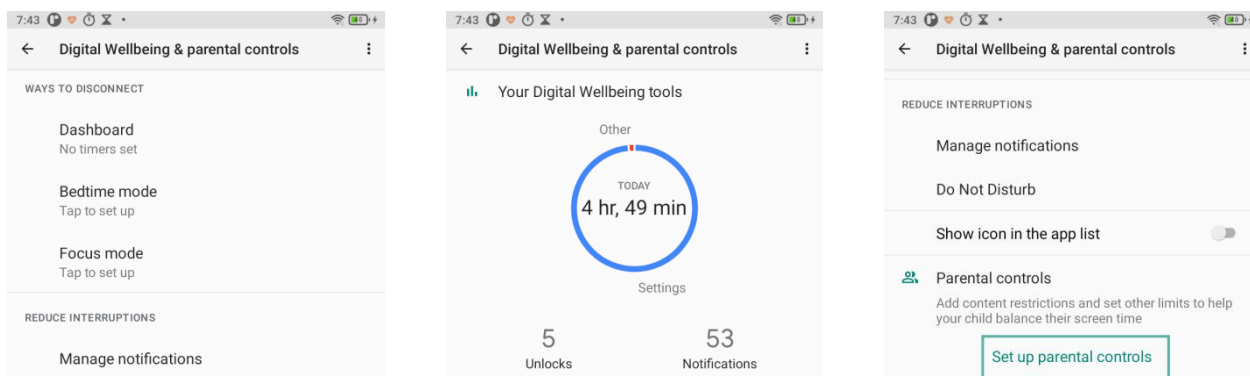 7:43
Digital Wellbeing & parental controls
WAYS TO DISCONNECT
Dashboard
No timers set
Bedtime mode
Tap to set up
Focus mode
Tap to set up
REDUCE INTERRUPTIONS
Manage notifications
7:43
Digital Wellbeing & parental controls
Your Digital Wellbeing tools
Other
TODAY
4 hr, 49 min
Settings
5
Unlocks
53
Notifications
7:43
Digital Wellbeing & parental controls
REDUCE INTERRUPTIONS
Manage notifications
Do Not Disturb
Show icon in the app list
Parental controls
Add content restrictions and set other limits to help
your child balance their screen time
Set up parental controls